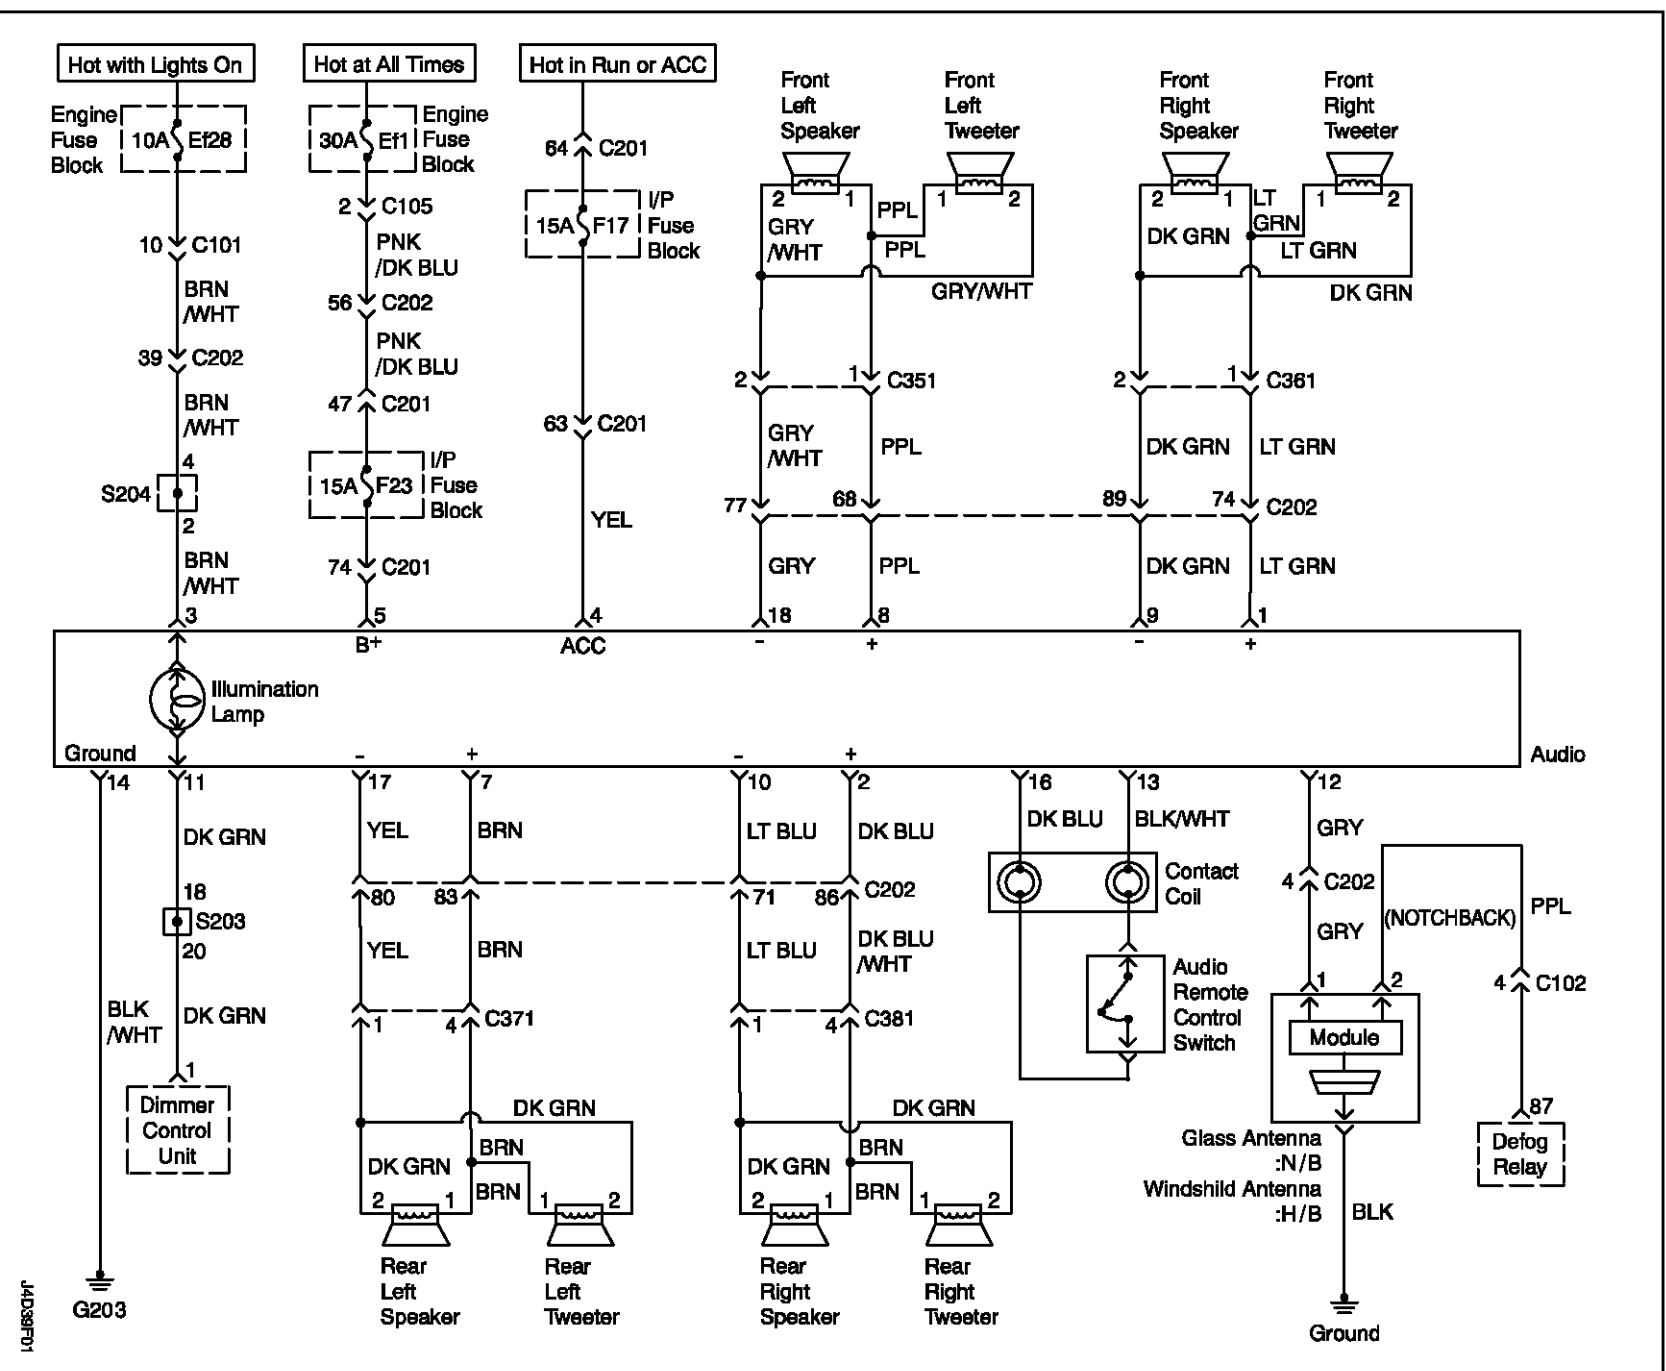 Hot with Lights On
Hot at All Times
Hot in Run or ACC
Engine
Fuse
Block
10A Ef28
30A Ef1
Engine
Fuse
Block
64 C201
15A F17
I/P
Fuse
Block
2 C105
PNK
/DK BLU
10 C101
BRN
/WHT
56 C202
PNK
/DK BLU
39 C202
BRN
/WHT
47 C201
63 C201
4
S204
2
15A F23
I/P
Fuse
Block
YEL
BRN
/WHT
74 C201
3
5
4
Front
Left
Speaker
Front
Left
Tweeter
Front
Right
Speaker
Front
Right
Tweeter
2 1
1 2
2 1
1 2
GRY
/WHT
PPL
PPL
GRY/WHT
DK GRN
LT
GRN
LT GRN
DK GRN
2 1 C351
2 1 C361
GRY
/WHT
PPL
DK GRN
LT GRN
77 68 89 74 C202
GRY
PPL
DK GRN
LT GRN
18 8 9 1
B+
ACC
- + - +
Illumination
Lamp
Ground
- + - +
Audio
14 11 17 7 10 2 16 13 12
DK GRN
YEL
BRN
LT BLU
DK BLU
DK BLU
BLK/WHT
GRY
18
S203
20
80 83 71 86 C202
Contact
Coil
4 C202
(NOTCHBACK)
PPL
YEL
BRN
LT BLU
DK BLU
/WHT
GRY
Audio
Remote
Control
Switch
1 2
4 C102
BLK
/WHT
DK GRN
1 4 C371
1 4 C381
Module
1
Dimmer
Control
Unit
DK GRN
DK GRN
BRN
DK GRN
BRN
BRN
DK GRN
BRN
2 1
1 2
2 1
1 2
Glass Antenna
:N/B
Windshild Antenna
:H/B
BLK
87
Defog
Relay
Rear
Left
Speaker
Rear
Left
Tweeter
Rear
Right
Speaker
Rear
Right
Tweeter
G203
Ground
J4D39F01